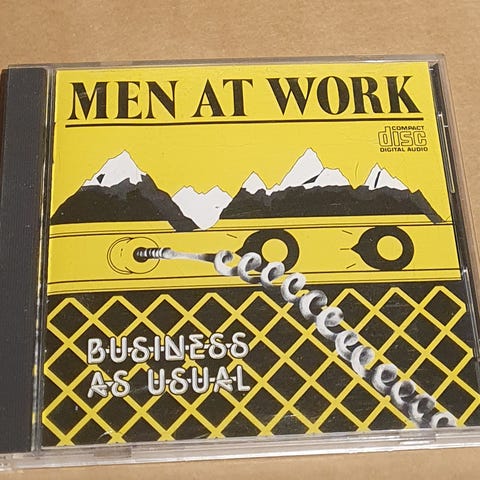 MEN AT WORK
COMPACT
disc
DIGITAL AUDIO
BUSINESS
AS USUAL